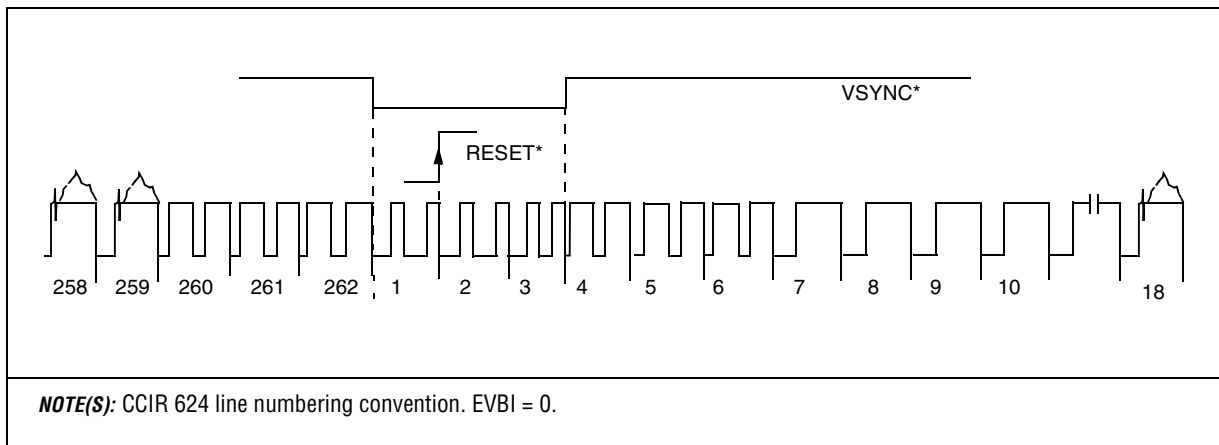 VSYNC*
RESET*
258 259 260 261 262 1 2 3 4 5 6 7 8 9 10 18
NOTE(S): CCIR 624 line numbering convention. EVBI = 0.